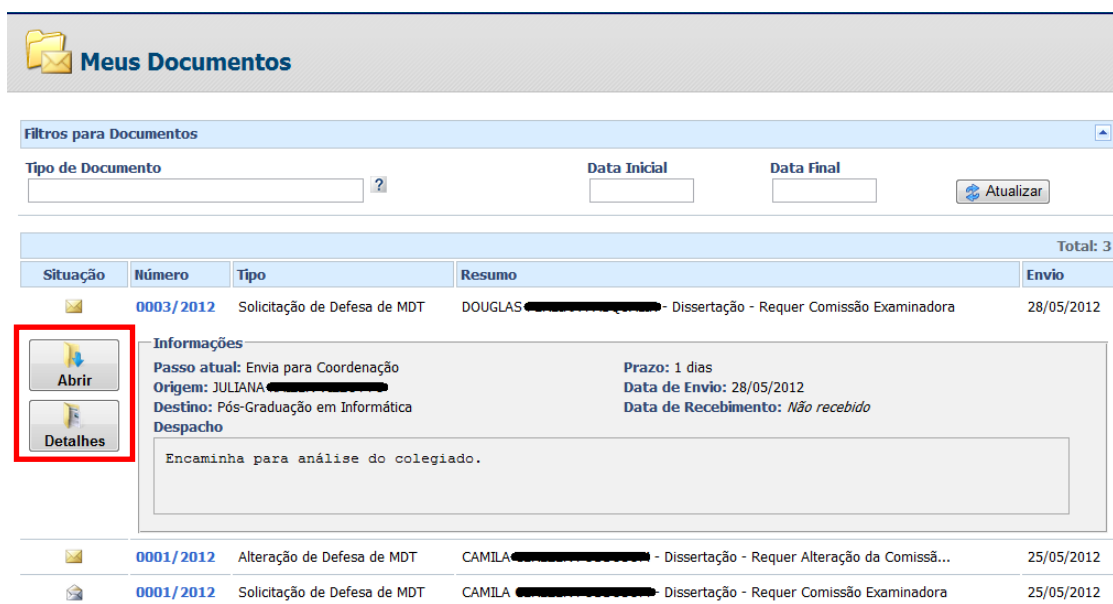 Meus Documentos
Filtros para Documentos
Tipo de Documento Data Inicial Data Final
? Atualizar
Total: 3
Situação Número Tipo Resumo Envio
0003/2012 Solicitação de Defesa de MDT DOUGLAS - Dissertação - Requer Comissão Examinadora 28/05/2012
Abrir
Detalhes
Informações
Passo atual: Envia para Coordenação Prazo: 1 dias
Origem: JULIANA Data de Envio: 28/05/2012
Destino: Pós-Graduação em Informática Data de Recebimento: Não recebido
Despacho
Encaminha para análise do colegiado.
0001/2012 Alteração de Defesa de MDT CAMILA - Dissertação - Requer Alteração da Comissã... 25/05/2012
0001/2012 Solicitação de Defesa de MDT CAMILA - Dissertação - Requer Comissão Examinadora 25/05/2012